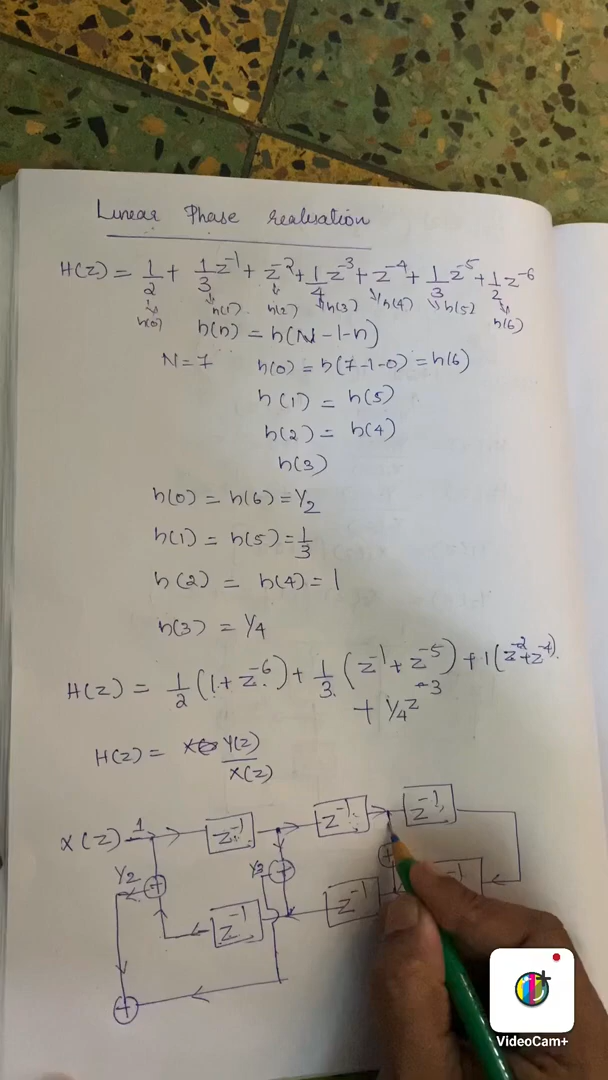 Linear Phase realisation
H(z) = 1/2 + 1/3 z^-1 + z^-2 + 1/4 z^3 + z^-4 + 1/3 z^-5 + 1/2 z^-6
h(0) h(1) h(2) h(3) h(4) h(5) h(6)
h(n) = h(N-1-n)
N=7 h(0) = h(7-1-0) = h(6)
h(1) = h(5)
h(2) = h(4)
h(3)
h(0) = h(6) = 1/2
h(1) = h(5) = 1/3
h(2) = h(4) = 1
h(3) = 1/4
H(z) = 1/2 (1+z^-6) + 1/3 (z^-1 + z^-5) + 1(z^-2 + z^-4)
+ 1/4 z^-3
H(z) = Y(z)/X(z)
X(z) 1 z^-1 z^-1 z^-1
1/2 + 1/3 + +
z^-1 z^-1 -1
+
VideoCam+